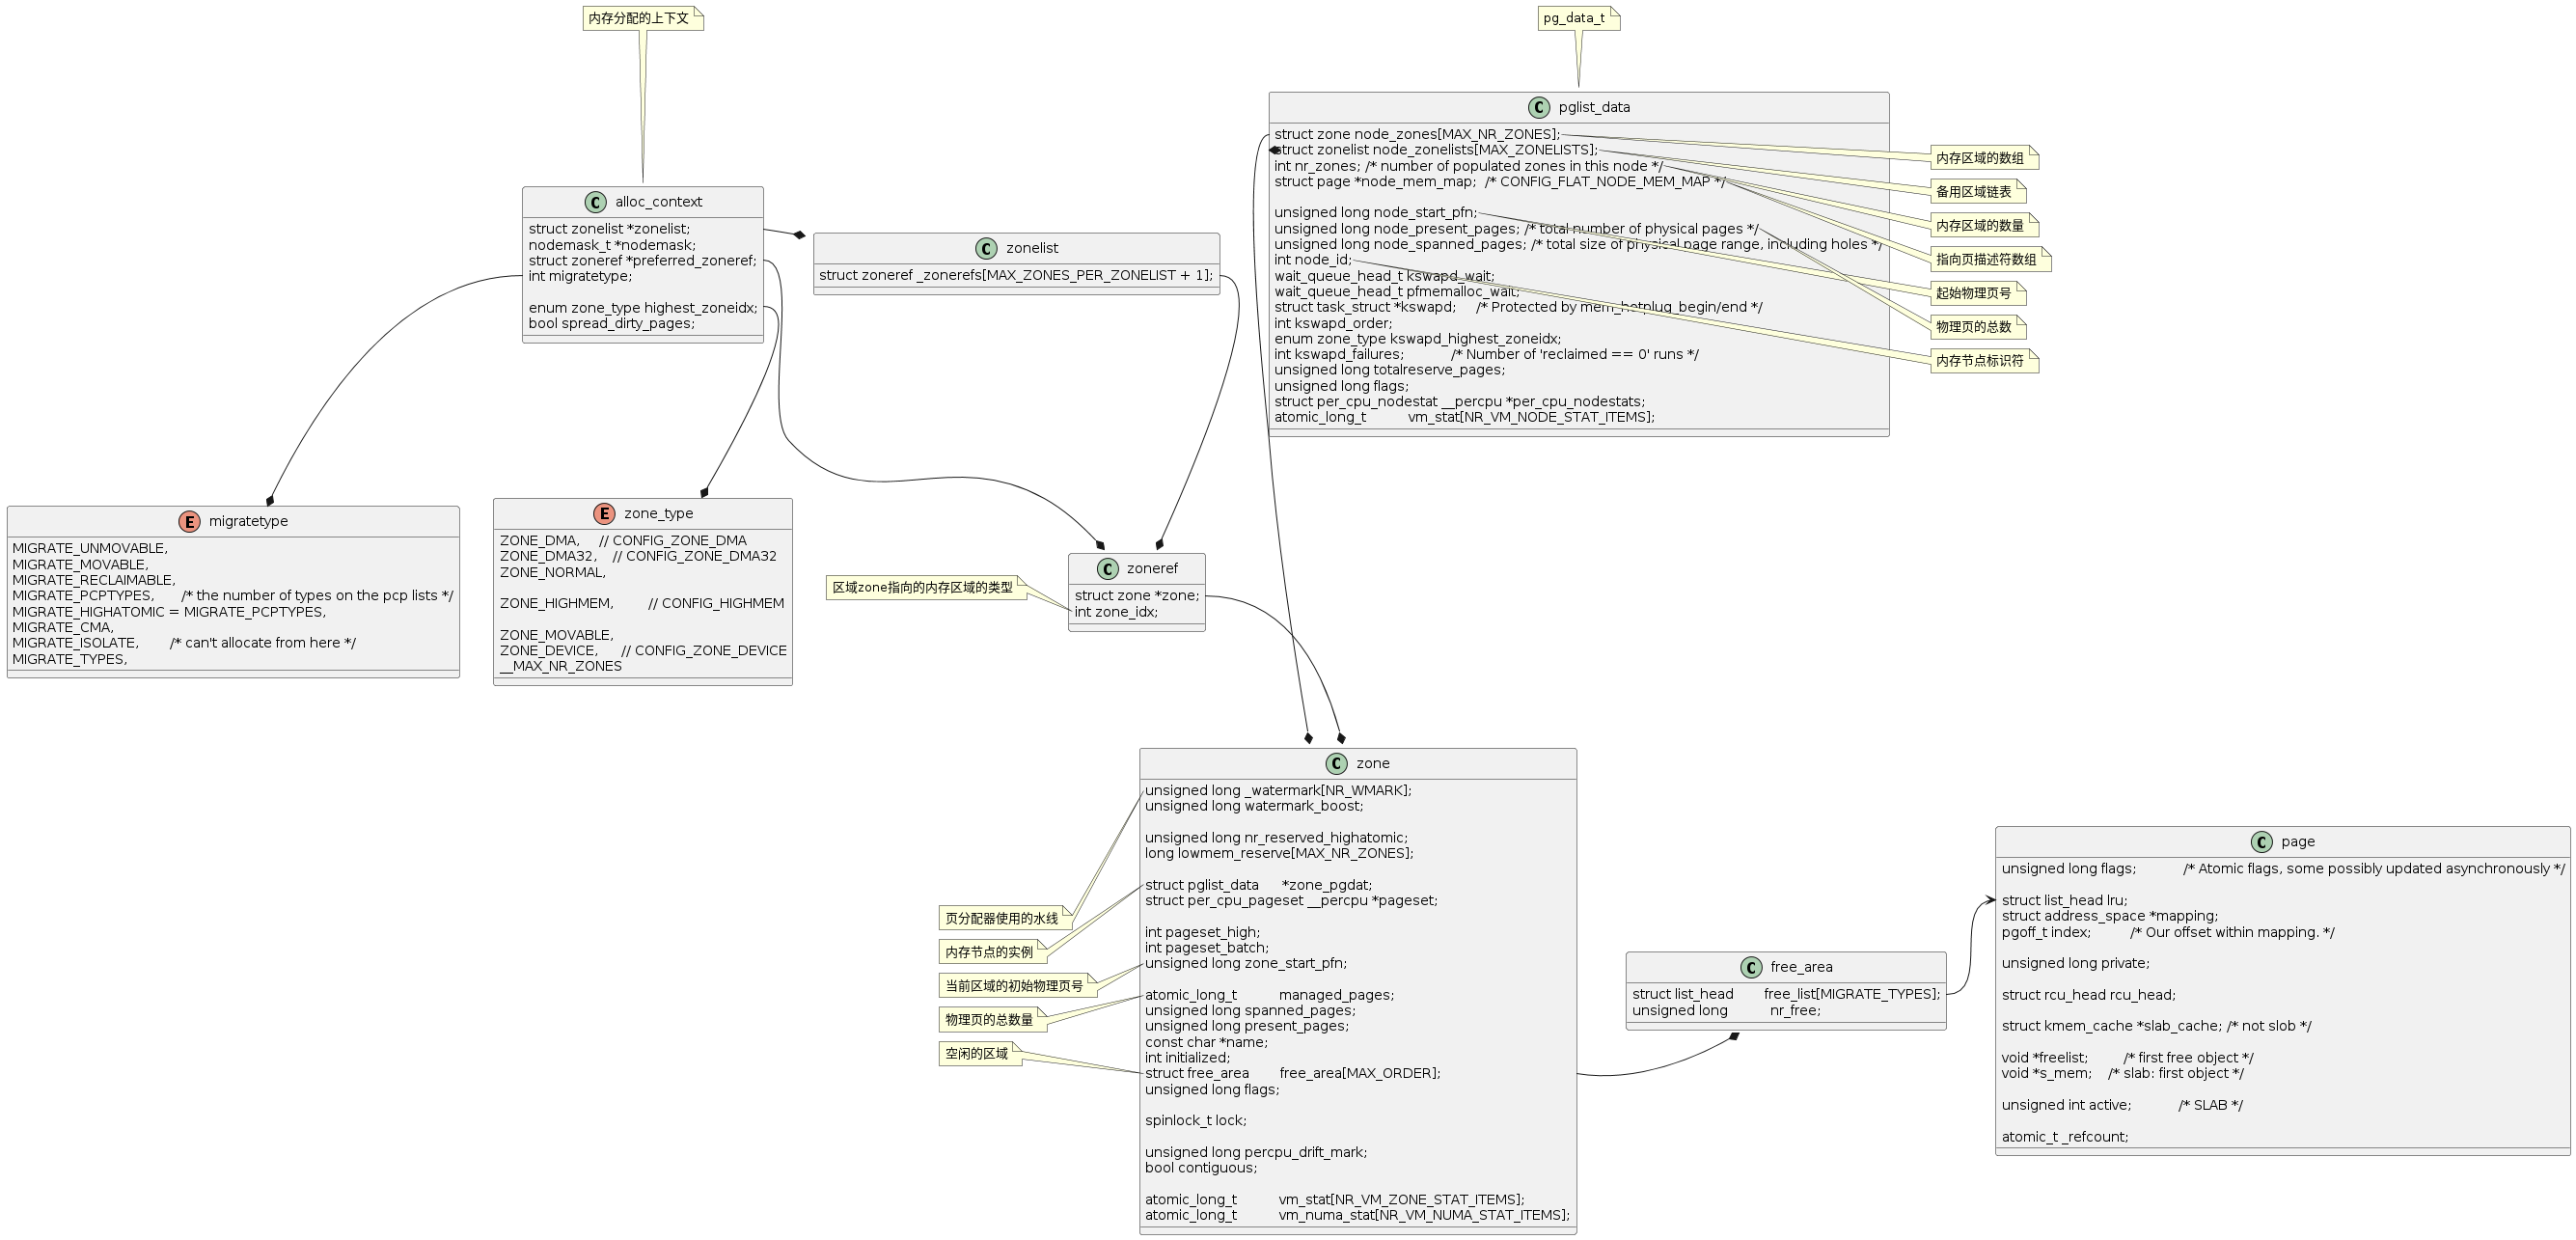 内存分配的上下文
pg_data_t
C pglist_data
struct zone node_zones[MAX_NR_ZONES];
struct zonelist node_zonelists[MAX_ZONELISTS];
int nr_zones; /* number of populated zones in this node */
struct page *node_mem_map;  /* CONFIG_FLAT_NODE_MEM_MAP */
unsigned long node_start_pfn;
unsigned long node_present_pages; /* total number of physical pages */
unsigned long node_spanned_pages; /* total size of physical page range, including holes */
int node_id;
wait_queue_head_t kswapd_wait;
wait_queue_head_t pfmemalloc_wait;
struct task_struct *kswapd;     /* Protected by mem_hotplug_begin/end */
int kswapd_order;
enum zone_type kswapd_highest_zoneidx;
int kswapd_failures;            /* Number of 'reclaimed == 0' runs */
unsigned long totalreserve_pages;
unsigned long flags;
struct per_cpu_nodestat __percpu *per_cpu_nodestats;
atomic_long_t           vm_stat[NR_VM_NODE_STAT_ITEMS];
内存区域的数组
备用区域链表
内存区域的数量
指向页描述符数组
起始物理页号
物理页的总数
内存节点标识符
C alloc_context
struct zonelist *zonelist;
nodemask_t *nodemask;
struct zoneref *preferred_zoneref;
int migratetype;
enum zone_type highest_zoneidx;
bool spread_dirty_pages;
C zonelist
struct zoneref _zonerefs[MAX_ZONES_PER_ZONELIST + 1];
E migratetype
MIGRATE_UNMOVABLE,
MIGRATE_MOVABLE,
MIGRATE_RECLAIMABLE,
MIGRATE_PCPTYPES,       /* the number of types on the pcp lists */
MIGRATE_HIGHATOMIC = MIGRATE_PCPTYPES,
MIGRATE_CMA,
MIGRATE_ISOLATE,        /* can't allocate from here */
MIGRATE_TYPES,
E zone_type
ZONE_DMA,     // CONFIG_ZONE_DMA
ZONE_DMA32,    // CONFIG_ZONE_DMA32
ZONE_NORMAL,
ZONE_HIGHMEM,         // CONFIG_HIGHMEM
ZONE_MOVABLE,
ZONE_DEVICE,      // CONFIG_ZONE_DEVICE
__MAX_NR_ZONES
区域zone指向的内存区域的类型
C zoneref
struct zone *zone;
int zone_idx;
C zone
unsigned long _watermark[NR_WMARK];
unsigned long watermark_boost;
unsigned long nr_reserved_highatomic;
long lowmem_reserve[MAX_NR_ZONES];
struct pglist_data      *zone_pgdat;
struct per_cpu_pageset __percpu *pageset;
int pageset_high;
int pageset_batch;
unsigned long zone_start_pfn;
atomic_long_t           managed_pages;
unsigned long spanned_pages;
unsigned long present_pages;
const char *name;
int initialized;
struct free_area        free_area[MAX_ORDER];
unsigned long flags;
spinlock_t lock;
unsigned long percpu_drift_mark;
bool contiguous;
atomic_long_t           vm_stat[NR_VM_ZONE_STAT_ITEMS];
atomic_long_t           vm_numa_stat[NR_VM_NUMA_STAT_ITEMS];
页分配器使用的水线
内存节点的实例
当前区域的初始物理页号
物理页的总数量
空闲的区域
C free_area
struct list_head        free_list[MIGRATE_TYPES];
unsigned long           nr_free;
C page
unsigned long flags;            /* Atomic flags, some possibly updated asynchronously */
struct list_head lru;
struct address_space *mapping;
pgoff_t index;          /* Our offset within mapping. */
unsigned long private;
struct rcu_head rcu_head;
struct kmem_cache *slab_cache; /* not slob */
void *freelist;         /* first free object */
void *s_mem;    /* slab: first object */
unsigned int active;            /* SLAB */
atomic_t _refcount;